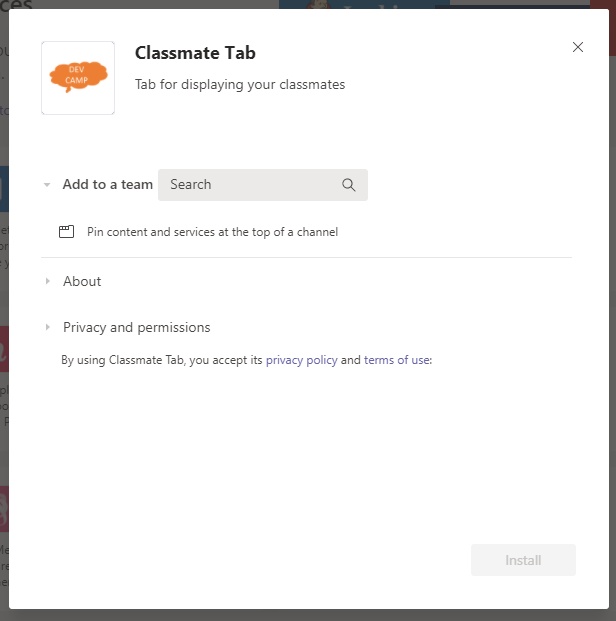 Classmate Tab
DEV
CAMP
Tab for displaying your classmates
Add to a team
Search
Pin content and services at the top of a channel
About
Privacy and permissions
By using Classmate Tab, you accept its privacy policy and terms of use:
Install